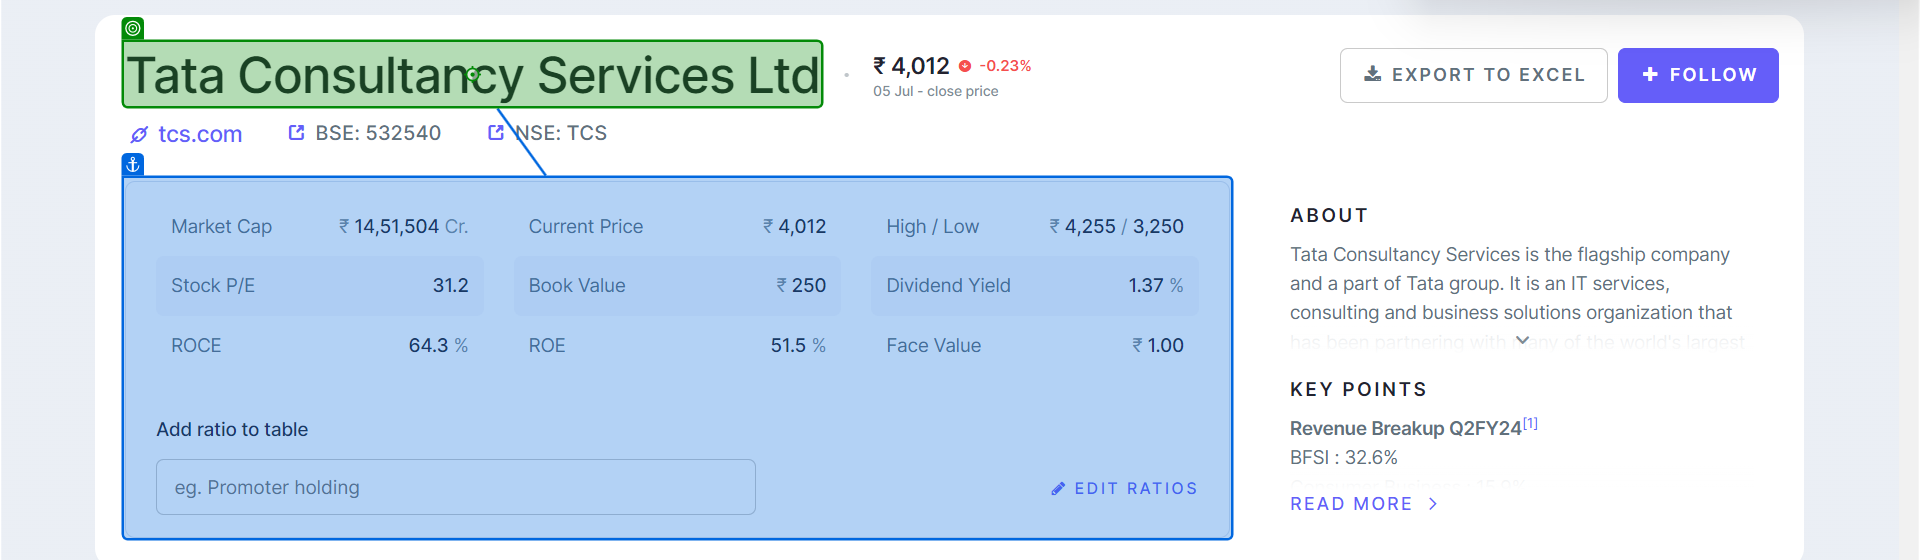 Tata Consultancy Services Ltd
₹ 4,012 -0.23%
05 Jul - close price
EXPORT TO EXCEL
FOLLOW
tcs.com BSE: 532540 NSE: TCS
Market Cap ₹ 14,51,504 Cr.
Current Price ₹ 4,012
High / Low ₹ 4,255 / 3,250
Stock P/E 31.2
Book Value ₹ 250
Dividend Yield 1.37 %
ROCE 64.3 %
ROE 51.5 %
Face Value ₹ 1.00
Add ratio to table
eg. Promoter holding
EDIT RATIOS
ABOUT
Tata Consultancy Services is the flagship company
and a part of Tata group. It is an IT services,
consulting and business solutions organization that
has been partnering with many of the world's largest
KEY POINTS
Revenue Breakup Q2FY24[1]
BFSI : 32.6%
READ MORE